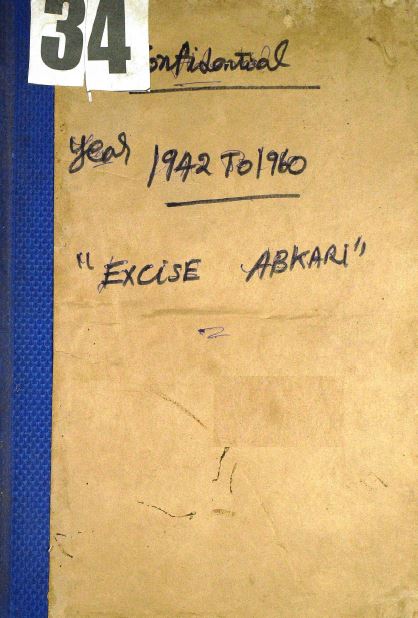 34
Confidential
Year 1942 To 1960
"EXCISE ABKARI"